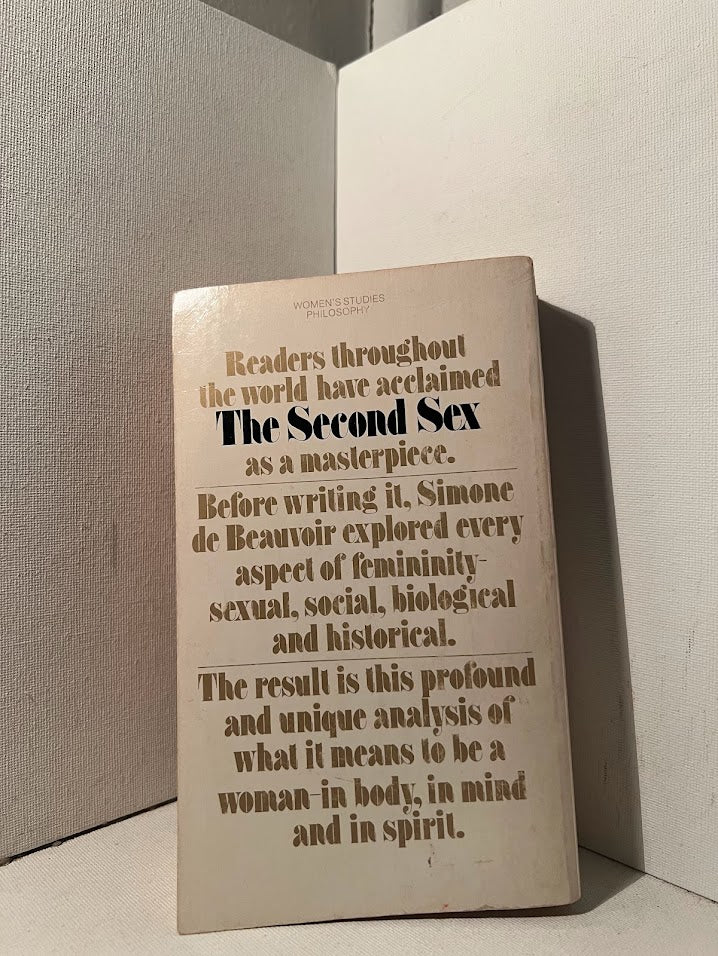 WOMEN'S STUDIES
PHILOSOPHY
Readers throughout
the world have acclaimed
The Second Sex
as a masterpiece.
Before writing it, Simone
de Beauvoir explored every
aspect of femininity-
sexual, social, biological
and historical.
The result is this profound
and unique analysis of
what it means to be a
woman-in body, in mind
and in spirit.